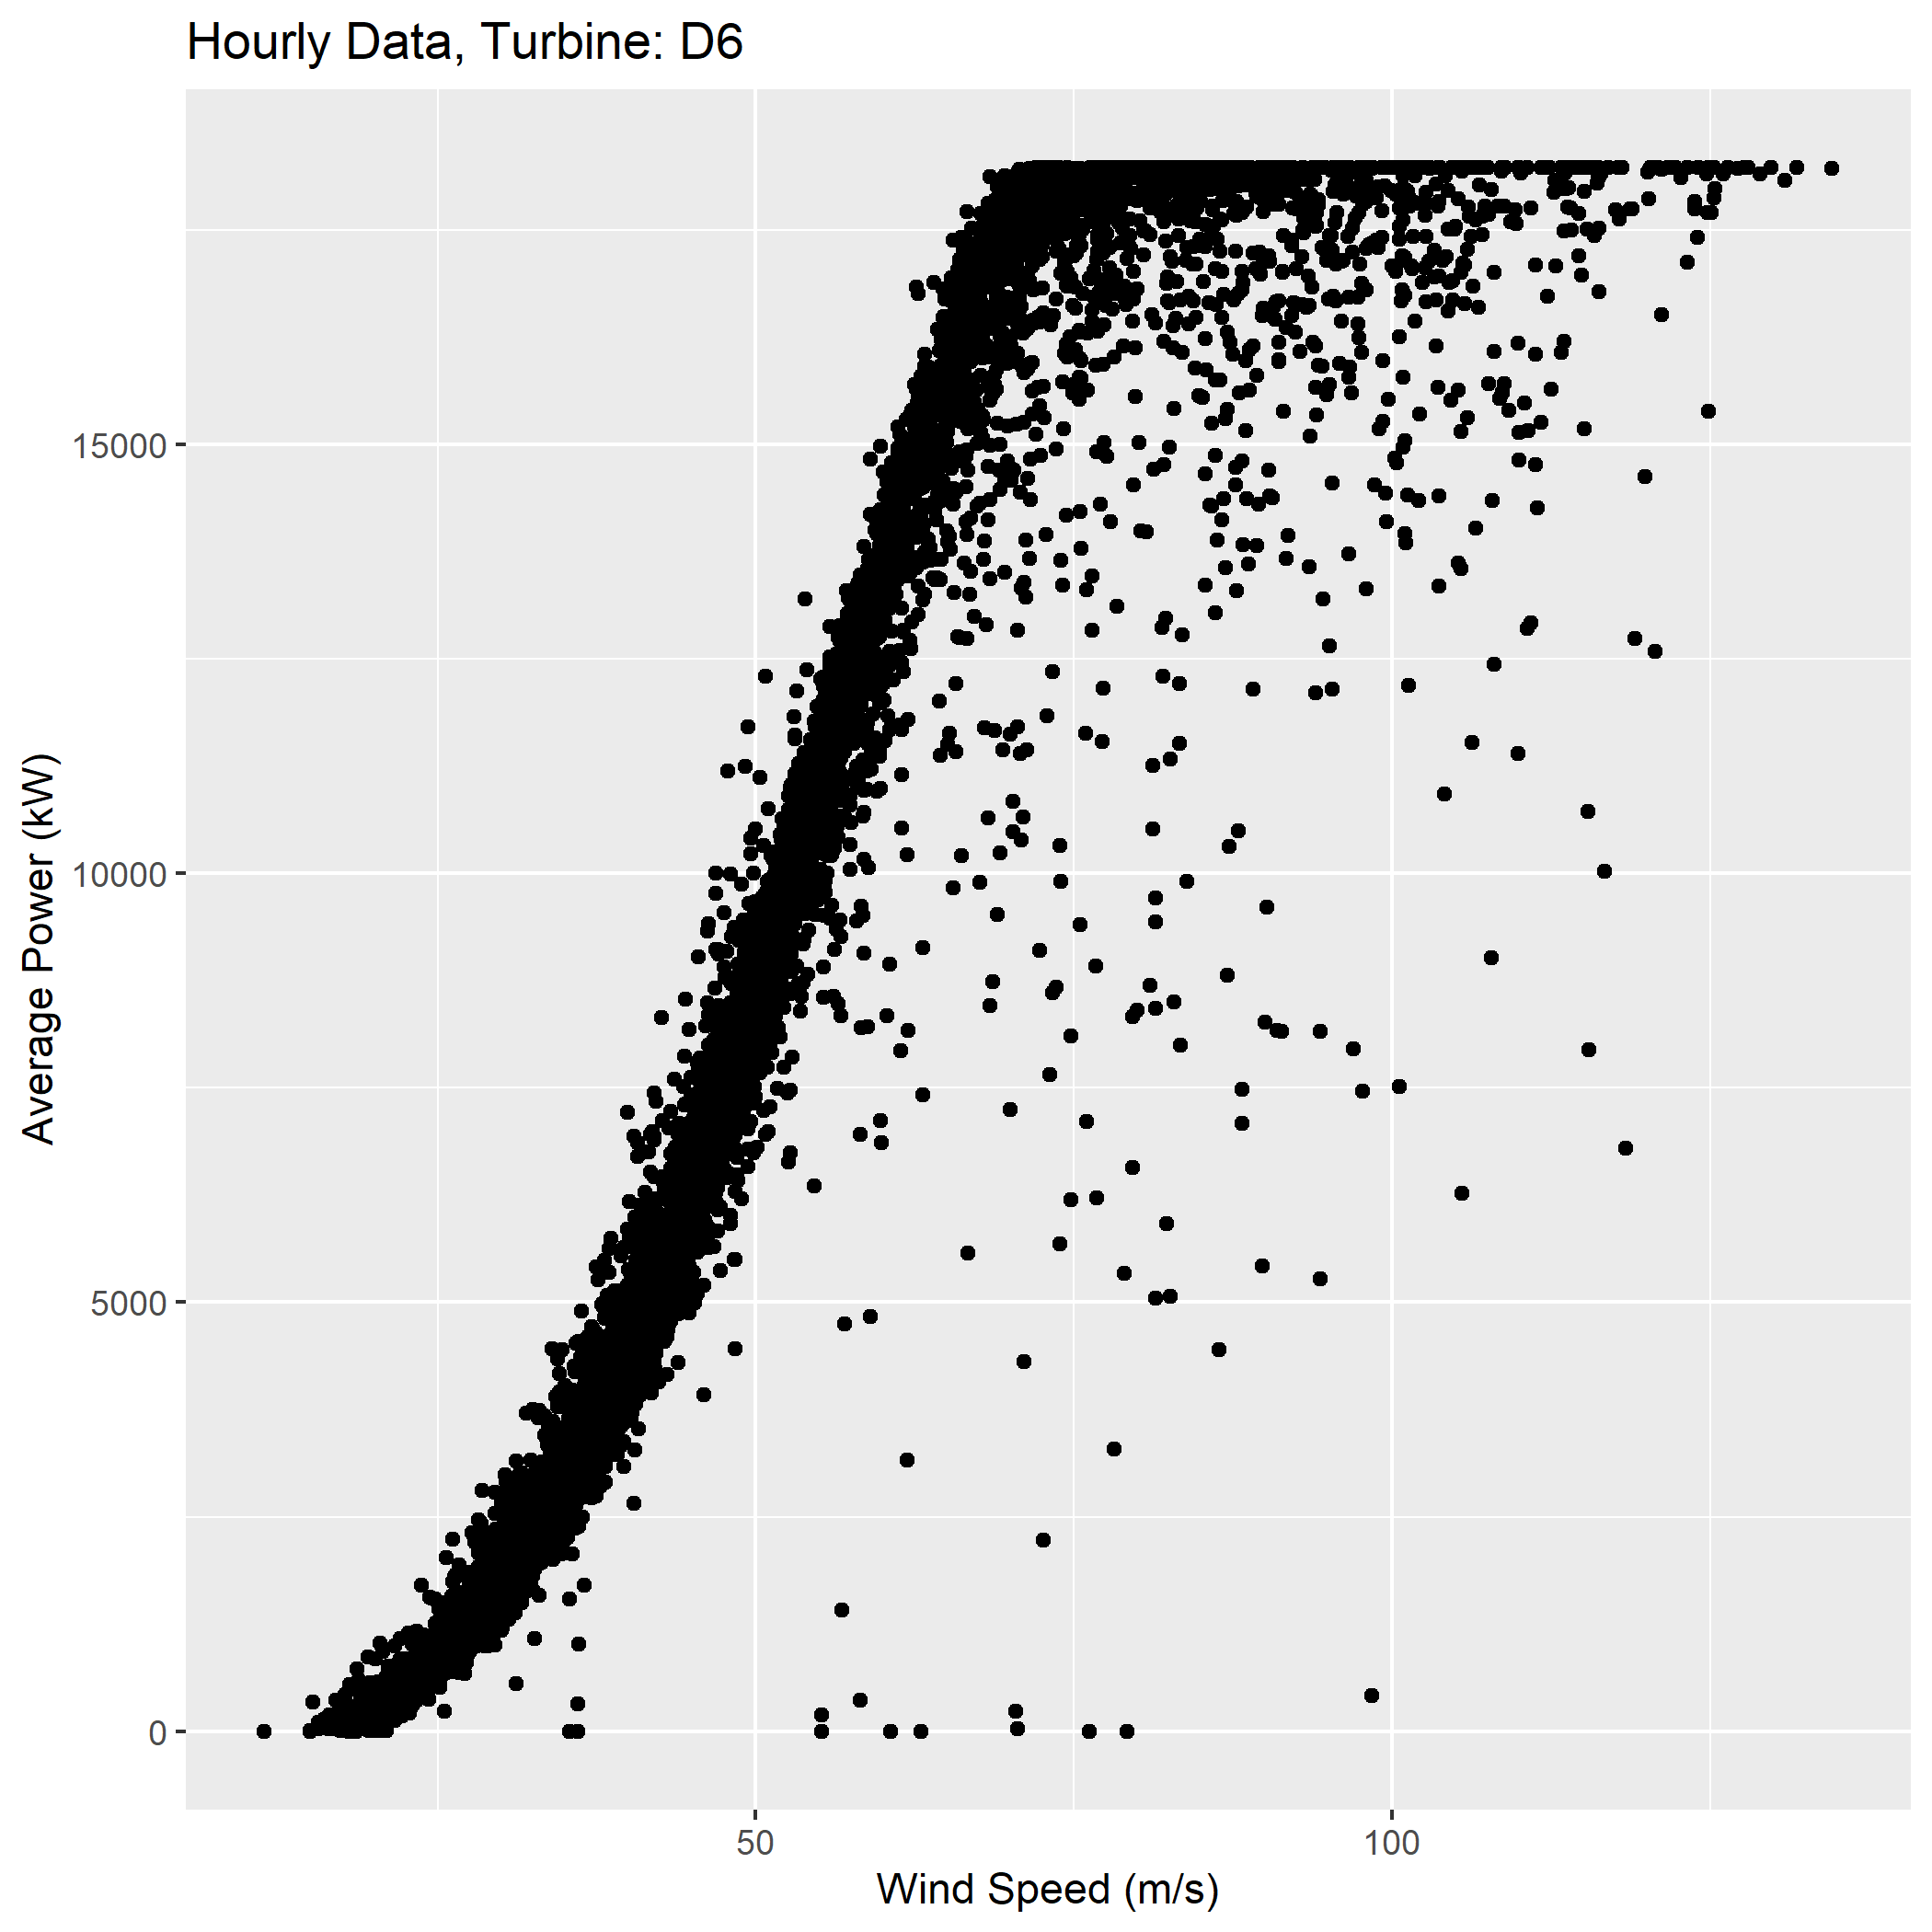 Hourly Data, Turbine: D6
15000
10000
5000
0
Average Power (kW)
50 100
Wind Speed (m/s)